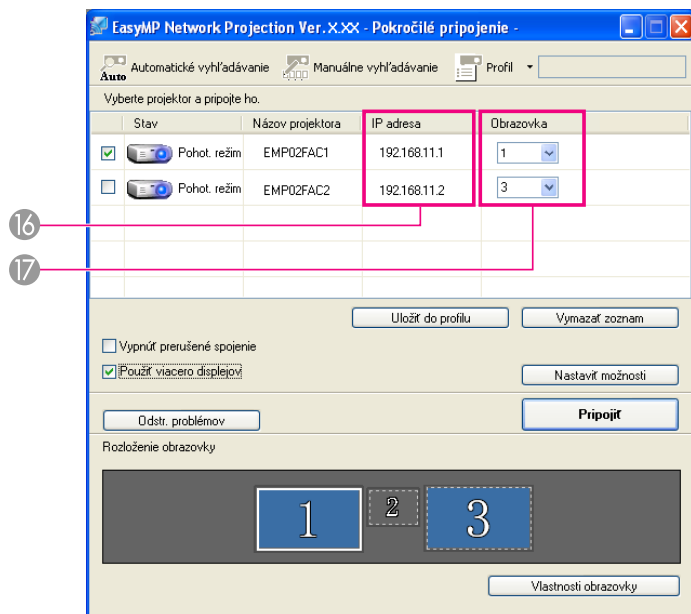 EasyMP Network Projection Ver.X.XX - Pokročilé pripojenie -
Auto Automatické vyhľadávanie Manuálne vyhľadávanie Profil
Vyberte projektor a pripojte ho.
Stav Názov projektora IP adresa Obrazovka
Pohot. režim EMP02FAC1 192.168.11.1 1
Pohot. režim EMP02FAC2 192.168.11.2 3
16
17
Uložiť do profilu Vymazať zoznam
Vypnúť prerušené spojenie
Použiť viacero displejov
Nastaviť možnosti
Odstr. problémov Pripojiť
Rozloženie obrazovky
1 2 3
Vlastnosti obrazovky